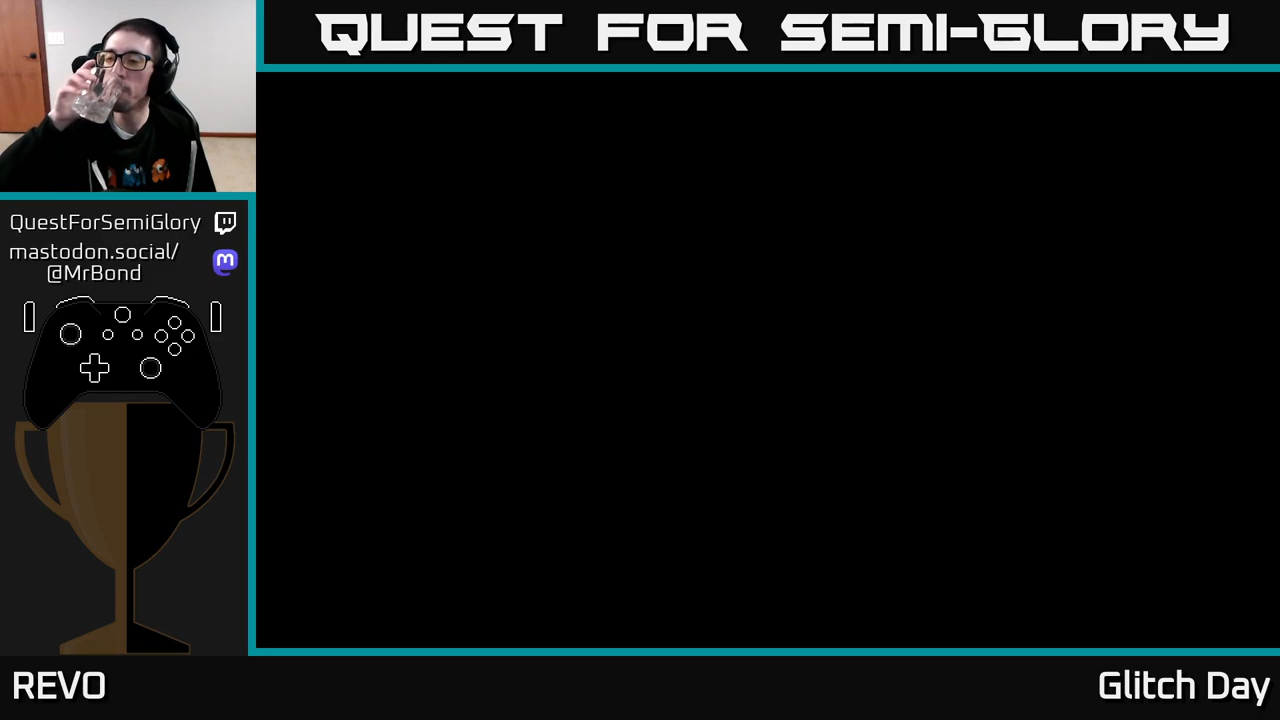 QUEST FOR SEMI-GLORY
QuestForSemiGlory
mastodon.social/
@MrBond
REVO
Glitch Day